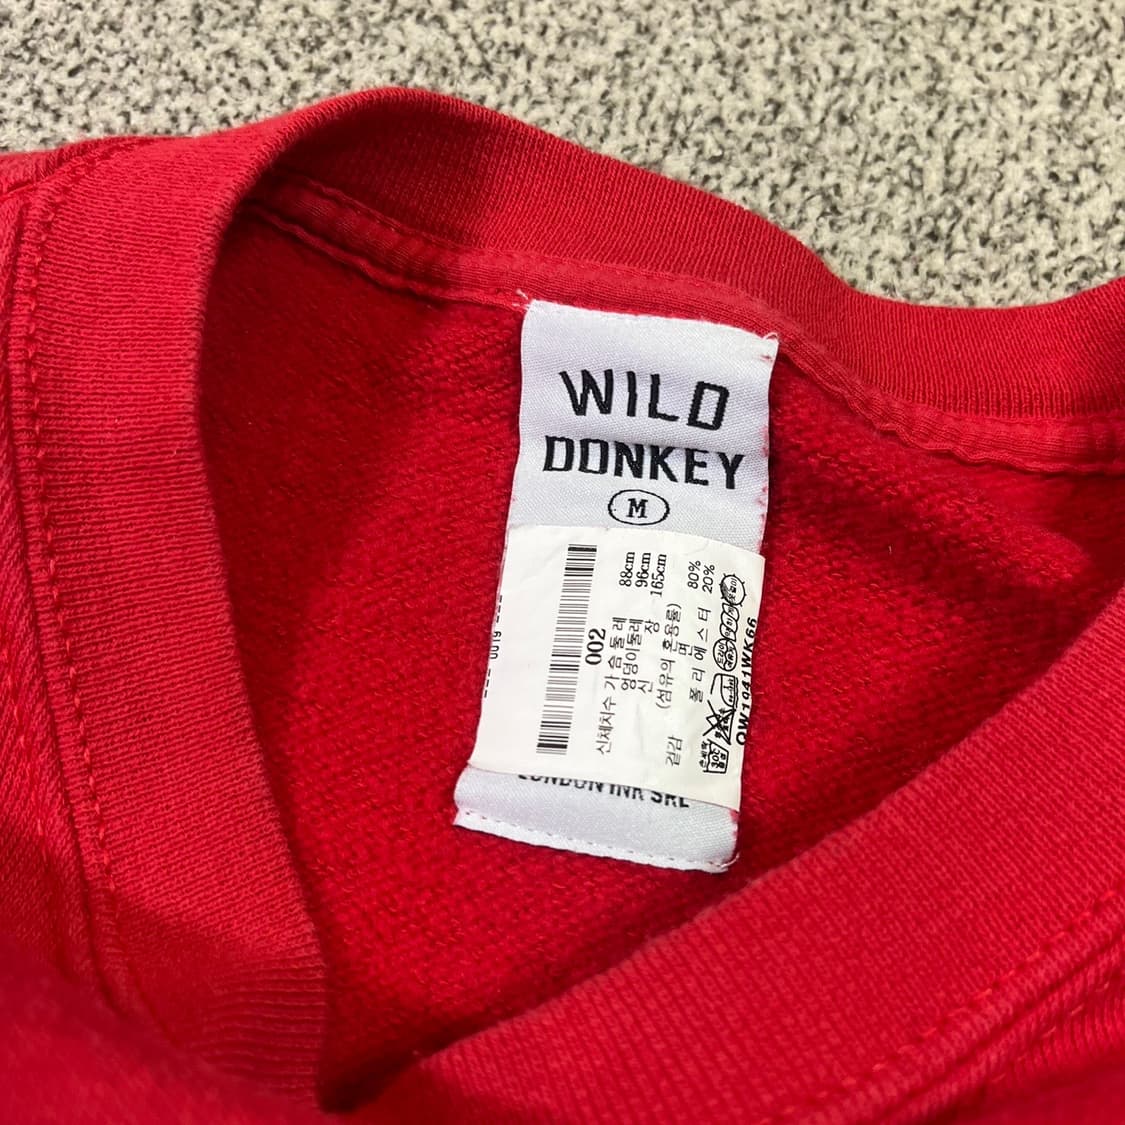 WILD
DONKEY
M
002
신체치수 가슴둘레 88cm
엉덩이둘레 96cm
신 장 165cm
(섬유의 혼용률)
겉감 면 80%
폴리에스터 20%
QW1941WK66
LONDON INK SRL